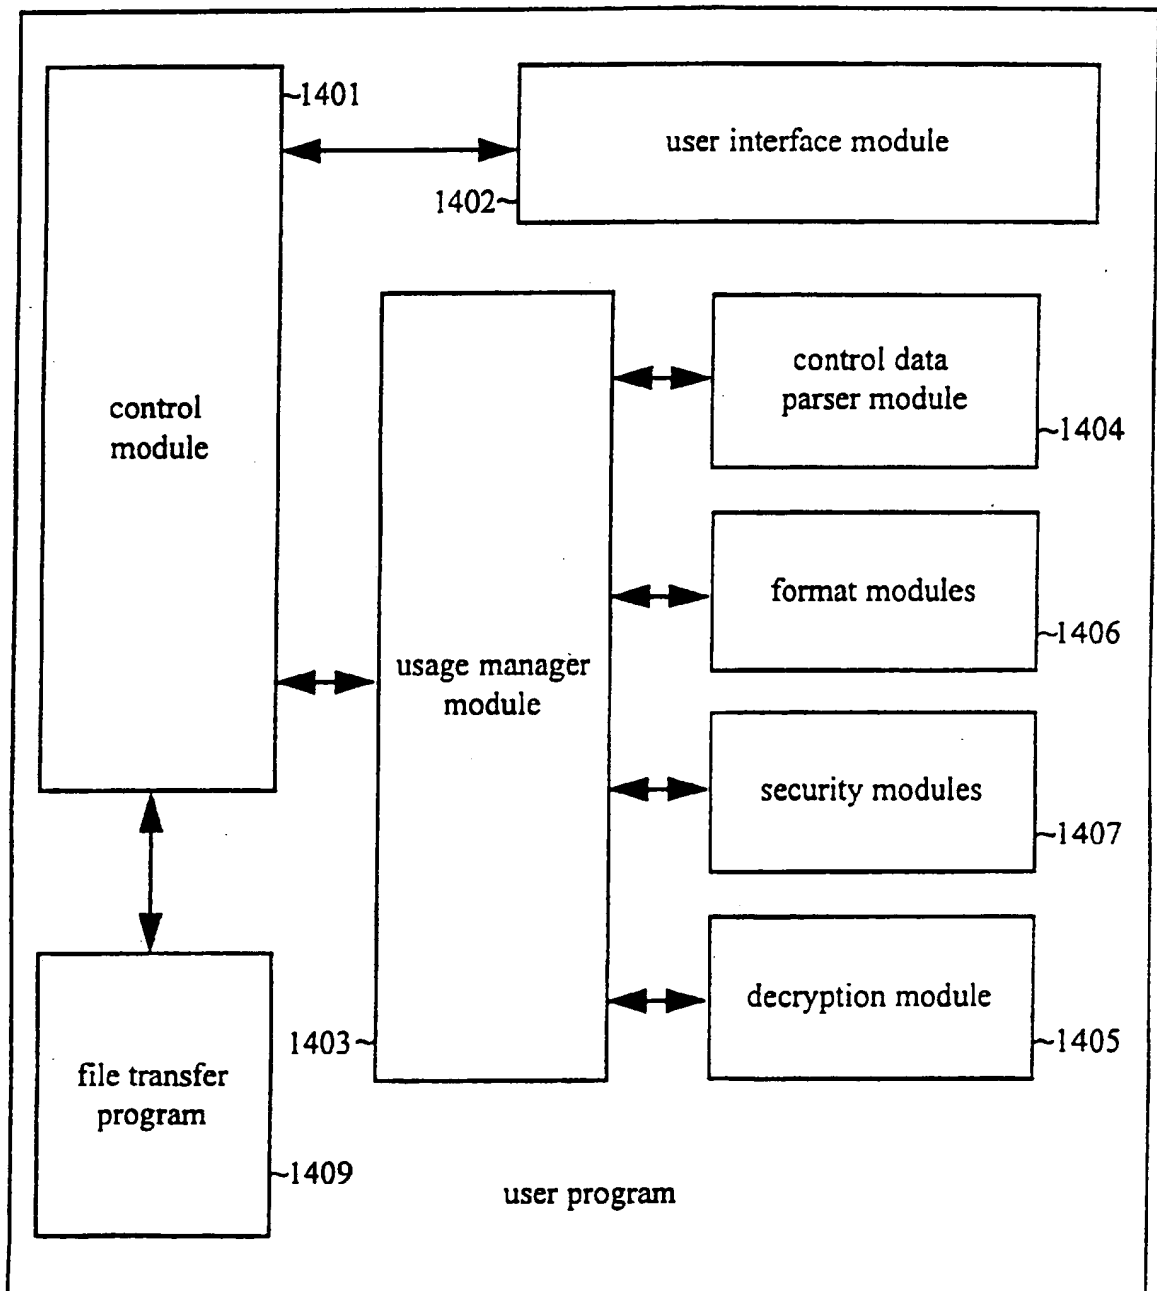 ~1401
user interface module
1402~
control data
parser module
~1404
control
module
format modules
~1406
usage manager
module
security modules
~1407
decryption module
~1405
1403~
file transfer
program
~1409
user program